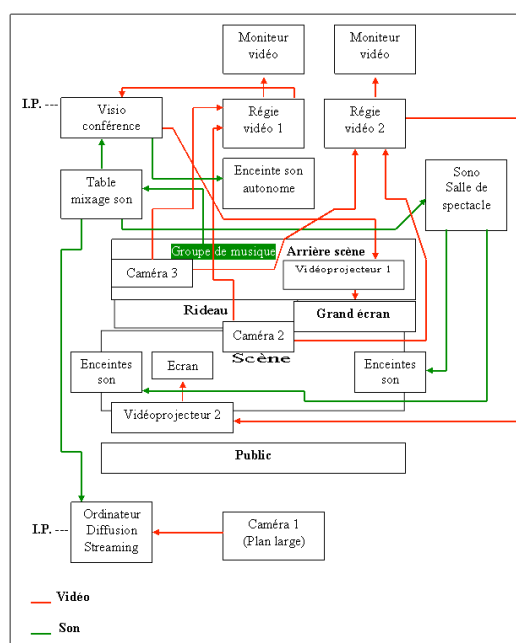 Moniteur
vidéo
Moniteur
vidéo
I.P. ---
Visio
conférence
Régie
vidéo 1
Régie
vidéo 2
Enceinte son
autonome
Table
mixage son
Sono
Salle de
spectacle
Groupe de musique
Arrière scène
Caméra 3
Vidéoprojecteur 1
Rideau
Grand écran
Caméra 2
Scène
Enceintes
son
Ecran
Enceintes
son
Vidéoprojecteur 2
Public
I.P. ---
Ordinateur
Diffusion
Streaming
Caméra 1
(Plan large)
Vidéo
Son